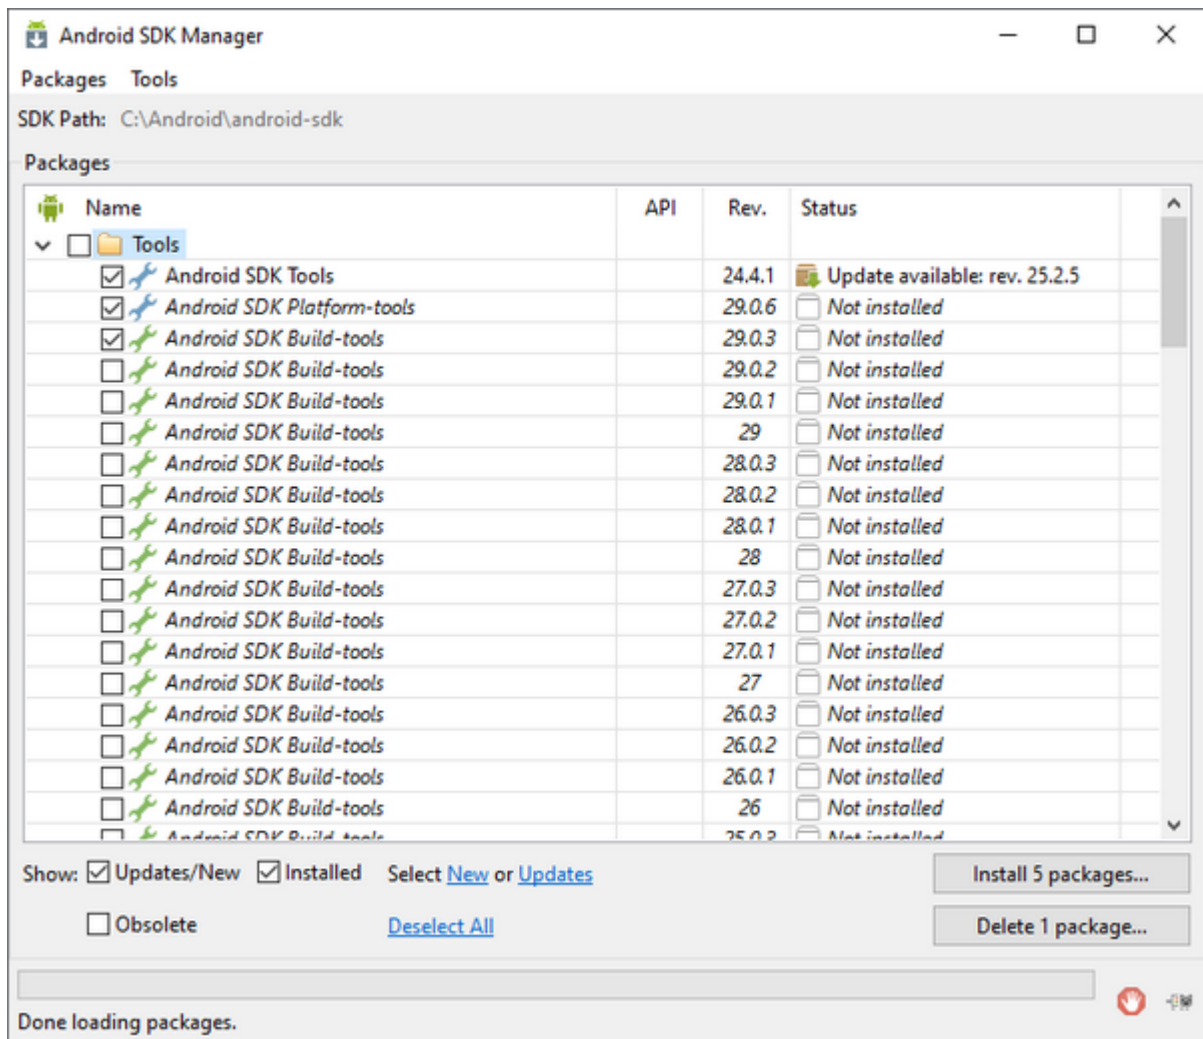 Android SDK Manager
Packages Tools
SDK Path: C:\Android\android-sdk
Packages
Name API Rev. Status
Tools
Android SDK Tools 24.4.1 Update available: rev. 25.2.5
Android SDK Platform-tools 29.0.6 Not installed
Android SDK Build-tools 29.0.3 Not installed
Android SDK Build-tools 29.0.2 Not installed
Android SDK Build-tools 29.0.1 Not installed
Android SDK Build-tools 29 Not installed
Android SDK Build-tools 28.0.3 Not installed
Android SDK Build-tools 28.0.2 Not installed
Android SDK Build-tools 28.0.1 Not installed
Android SDK Build-tools 28 Not installed
Android SDK Build-tools 27.0.3 Not installed
Android SDK Build-tools 27.0.2 Not installed
Android SDK Build-tools 27.0.1 Not installed
Android SDK Build-tools 27 Not installed
Android SDK Build-tools 26.0.3 Not installed
Android SDK Build-tools 26.0.2 Not installed
Android SDK Build-tools 26.0.1 Not installed
Android SDK Build-tools 26 Not installed
Android SDK Build-tools 25.0.3 Not installed
Show: Updates/New Installed Select New or Updates Install 5 packages...
Obsolete Deselect All Delete 1 package...
Done loading packages.